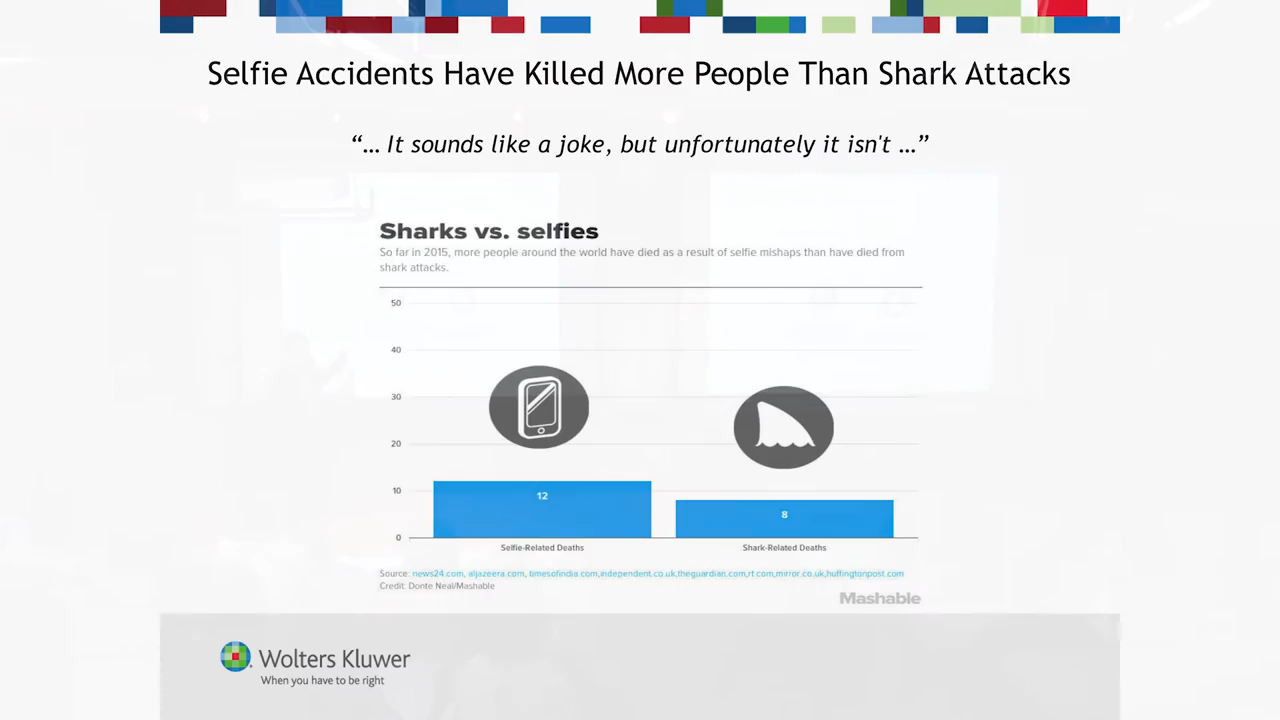 Selfie Accidents Have Killed More People Than Shark Attacks
“… It sounds like a joke, but unfortunately it isn't …”
Sharks vs. selfies
So far in 2015, more people around the world have died as a result of selfie mishaps than have died from
shark attacks.
50
40
30
20
10
0
12
8
Selfie-Related Deaths
Shark-Related Deaths
Source: news24.com, aljazeera.com, timesofindia.com,independent.co.uk,theguardian.com,rt.com,mirror.co.uk,huffingtonpost.com
Credit: Donte Neal/Mashable
Mashable
Wolters Kluwer
When you have to be right